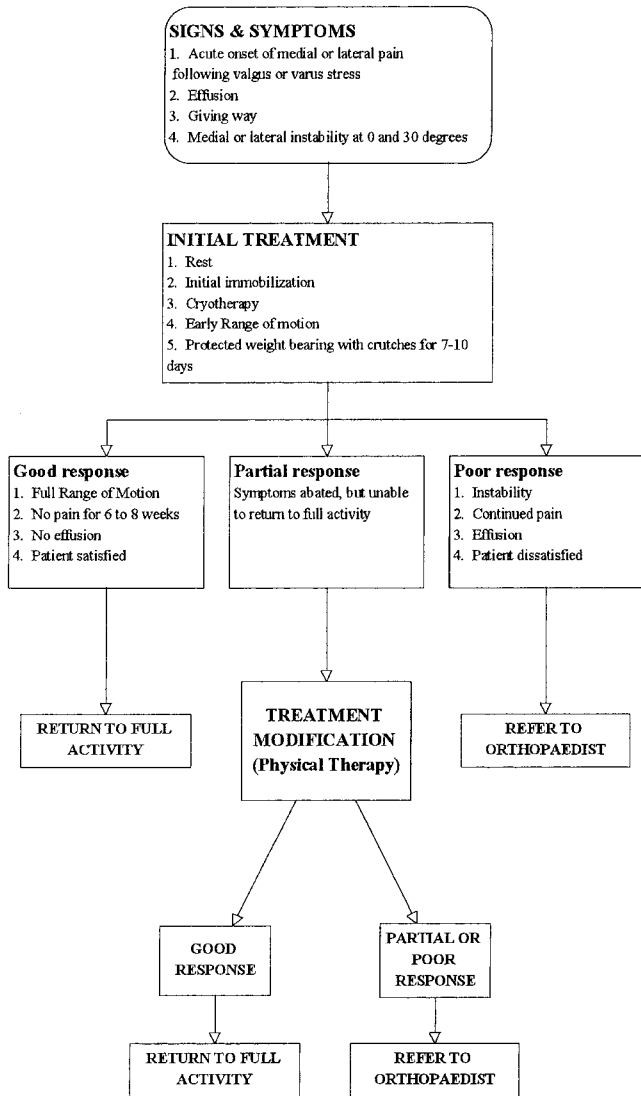 SIGNS & SYMPTOMS
1. Acute onset of medial or lateral pain
following valgus or varus stress
2. Effusion
3. Giving way
4. Medial or lateral instability at 0 and 30 degrees
INITIAL TREATMENT
1. Rest
2. Initial immobilization
3. Cryotherapy
4. Early Range of motion
5. Protected weight bearing with crutches for 7-10
days
Good response
1. Full Range of Motion
2. No pain for 6 to 8 weeks
3. No effusion
4. Patient satisfied
Partial response
Symptoms abated, but unable
to return to full activity
Poor response
1. Instability
2. Continued pain
3. Effusion
4. Patient dissatisfied
RETURN TO FULL
ACTIVITY
TREATMENT
MODIFICATION
(Physical Therapy)
REFER TO
ORTHOPAEDIST
GOOD
RESPONSE
PARTIAL OR
POOR
RESPONSE
RETURN TO FULL
ACTIVITY
REFER TO
ORTHOPAEDIST